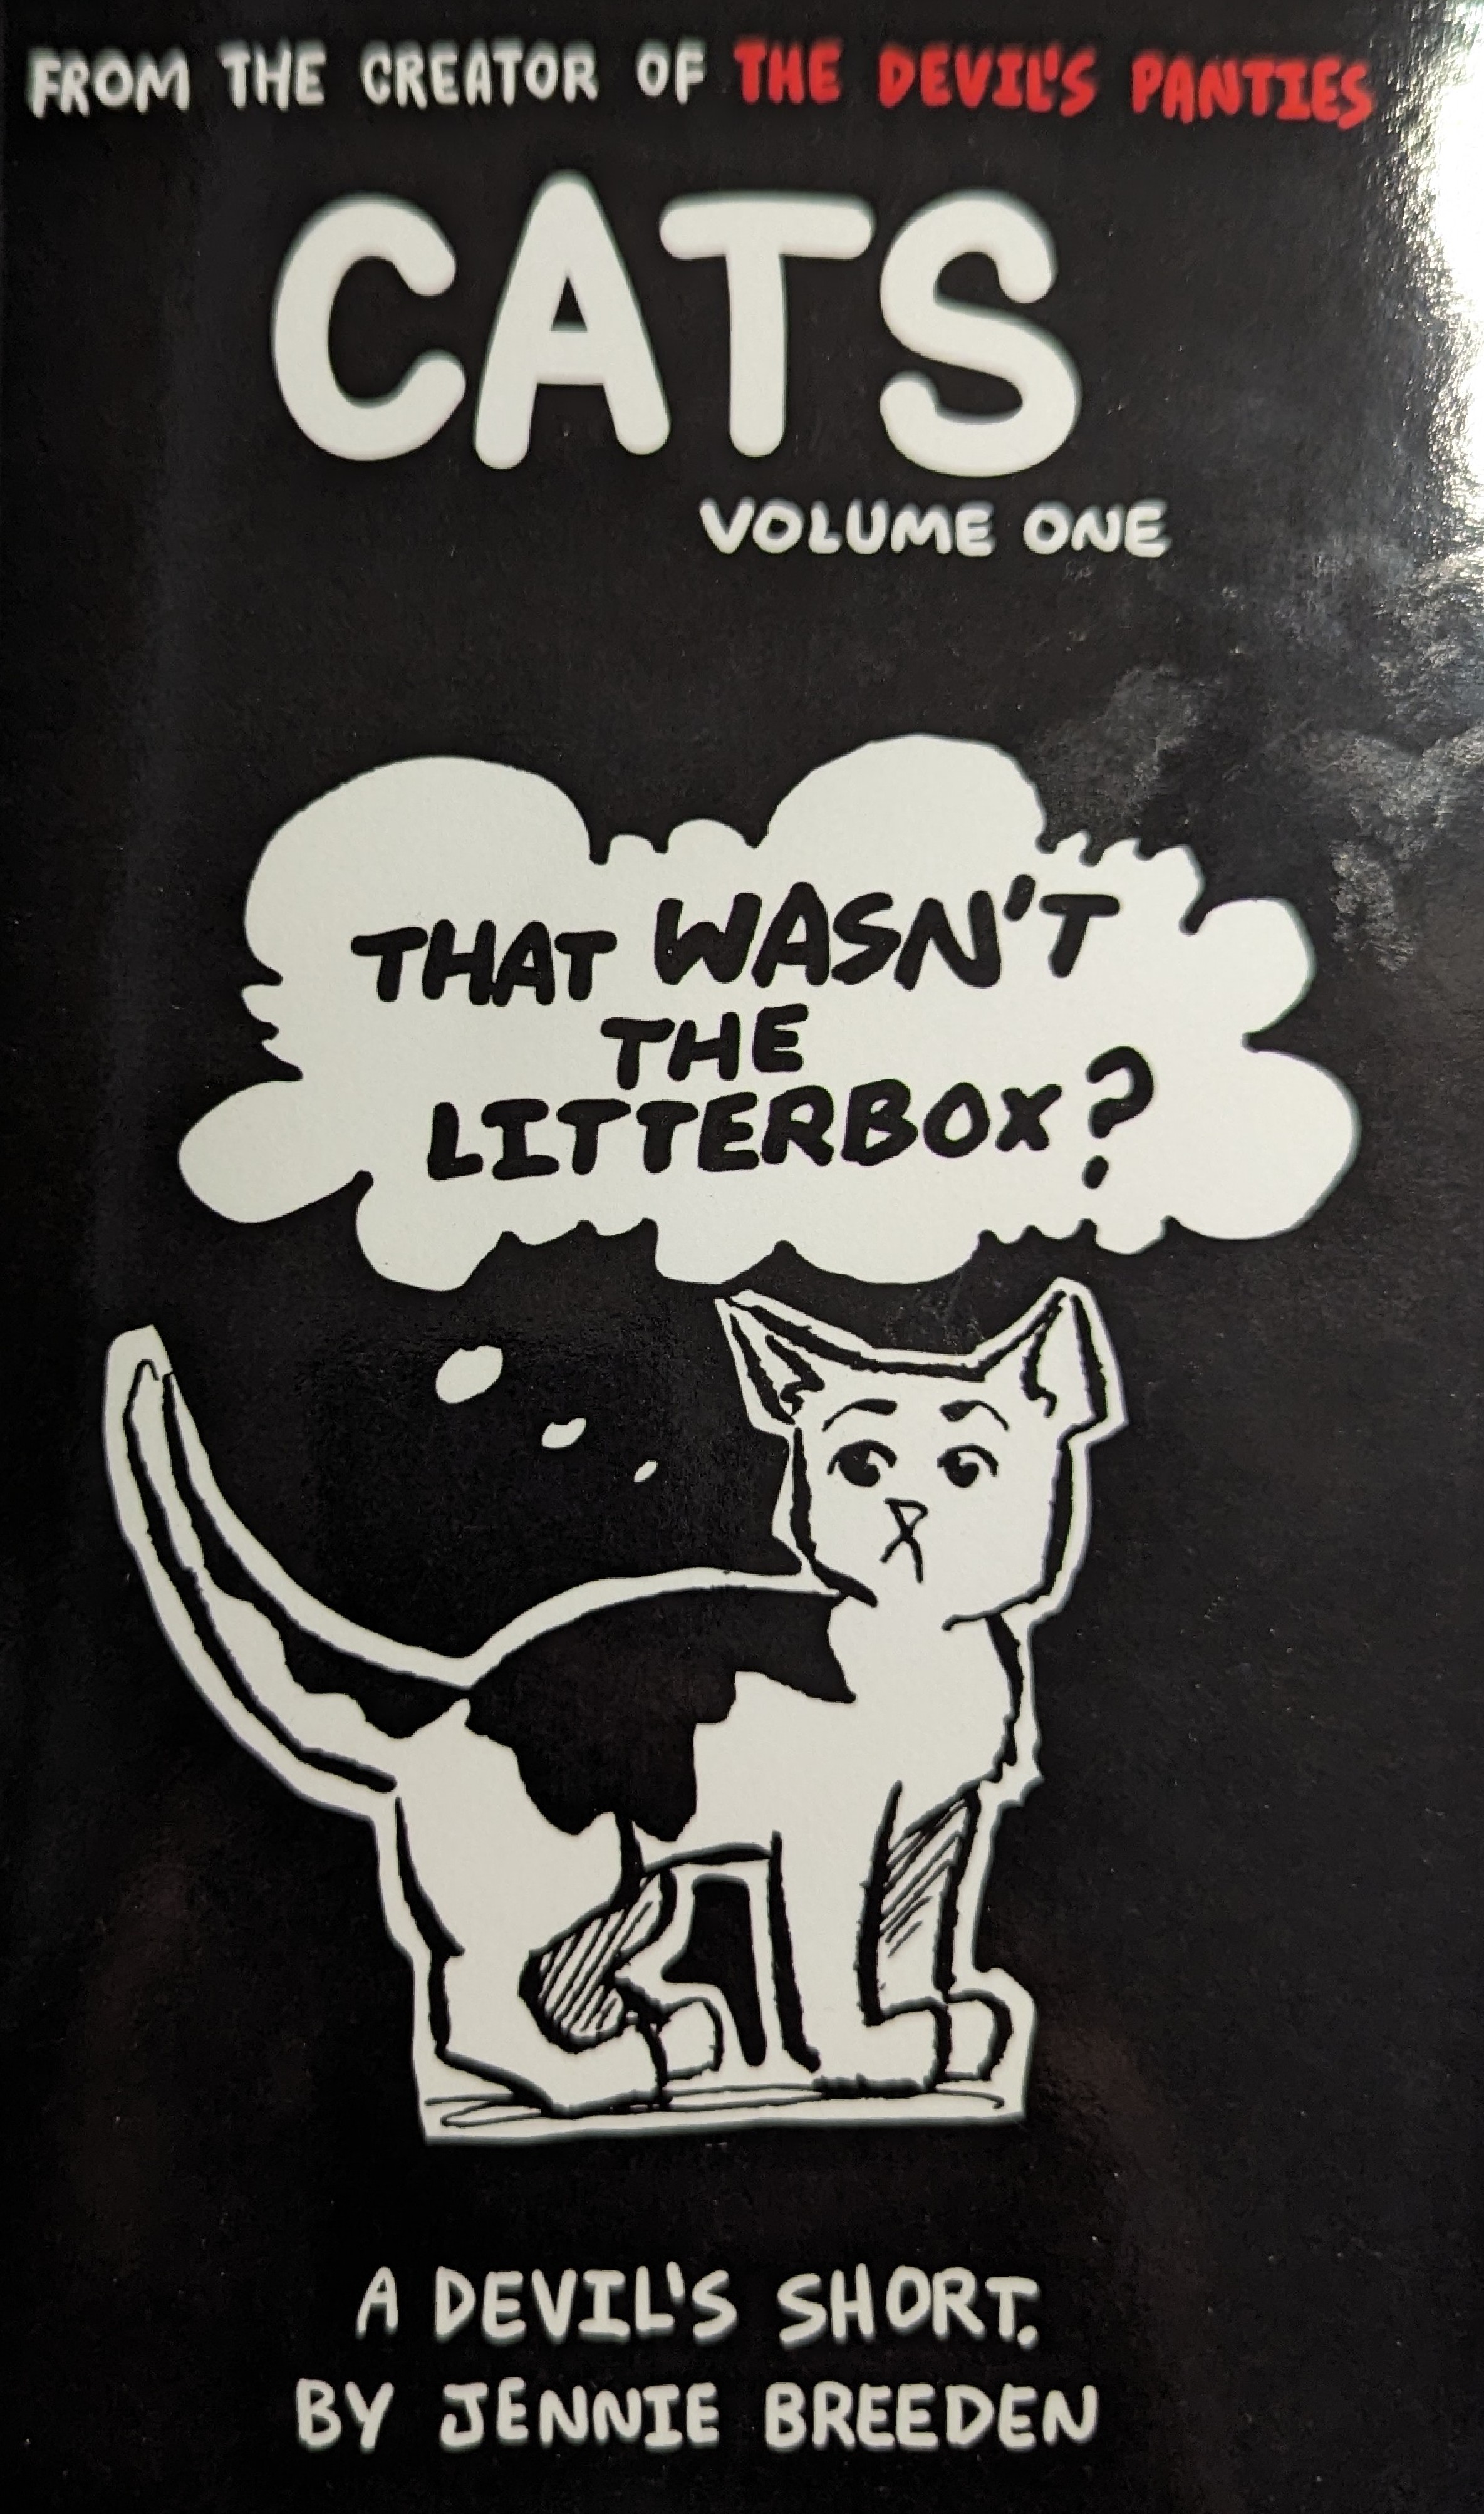 FROM THE CREATOR OF THE DEVIL'S PANTIES
CATS
VOLUME ONE
THAT WASN'T
THE
LITTERBOX?
A DEVIL'S SHORT.
BY JENNIE BREEDEN